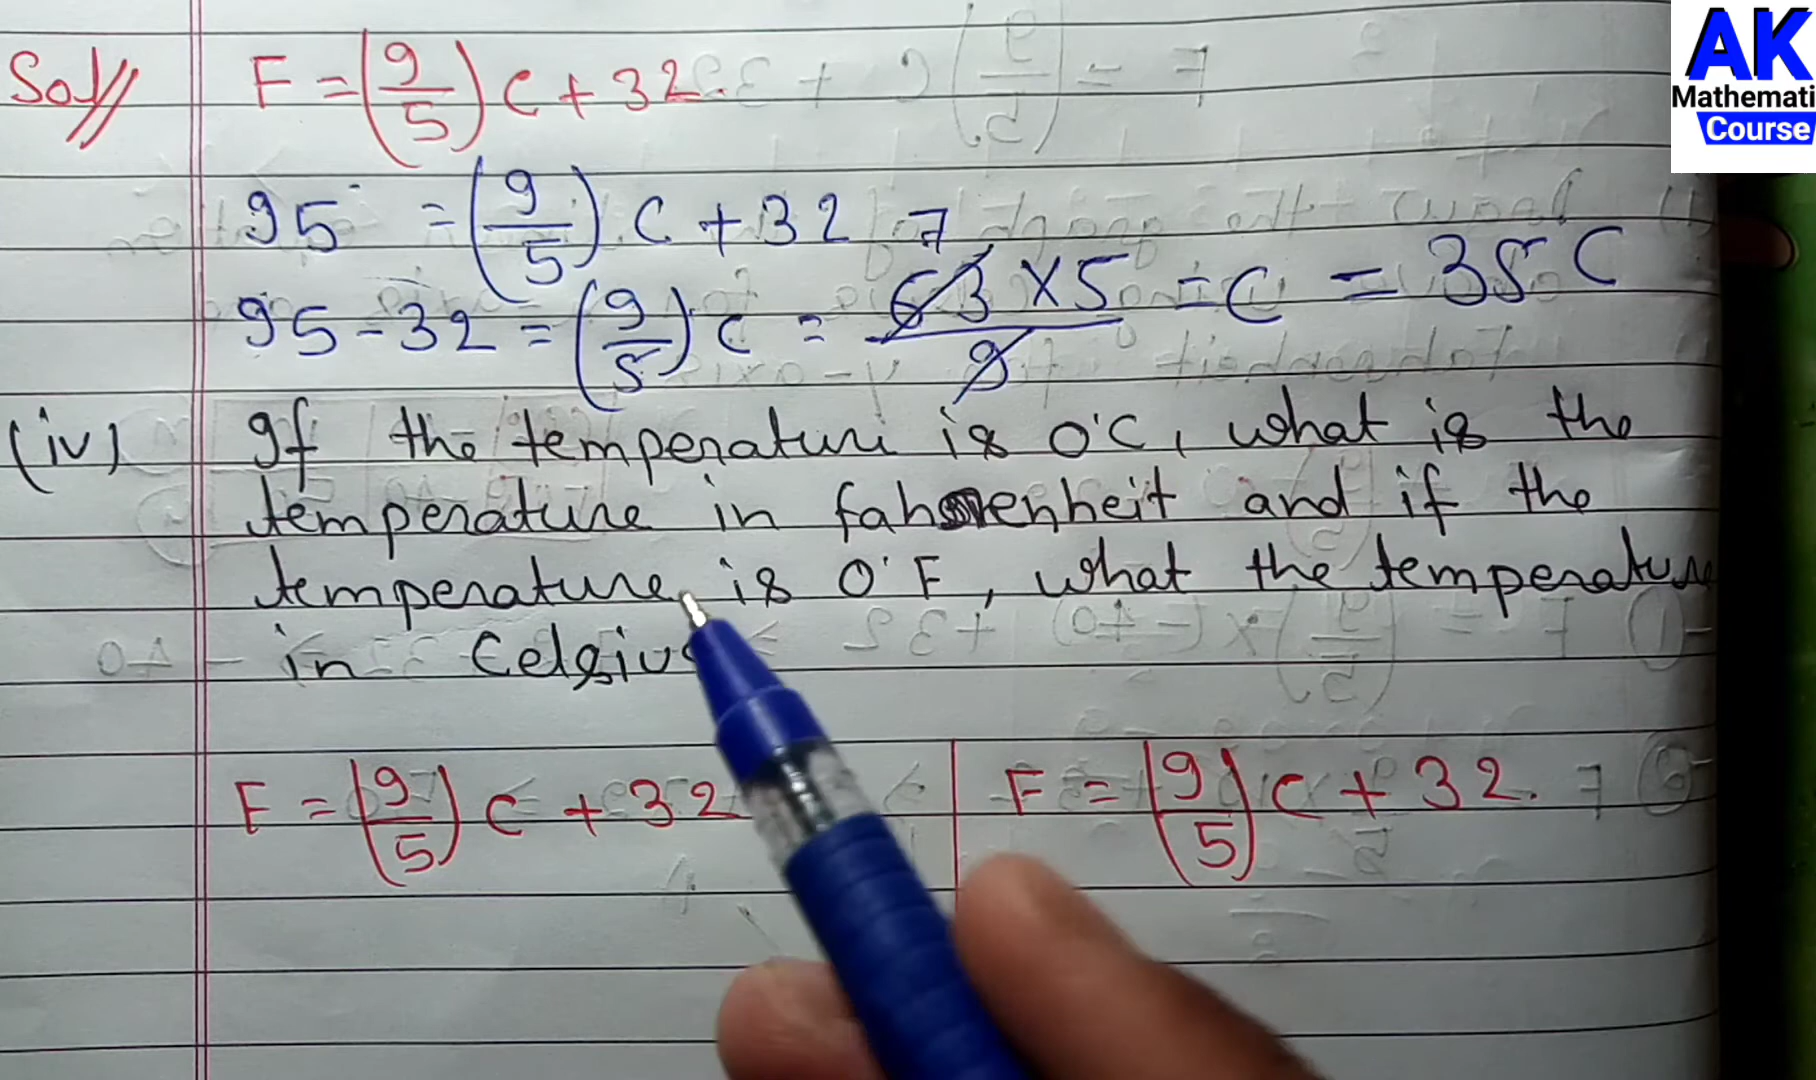 AK
Mathemati
Course
Sol F = (9/5) C + 32.
95 = (9/5) C + 32
95 - 32 = (9/5) C = 63 × 5 / 9 = C = 35 C
7
(iv) If the temperature is 0°C, what is the
temperature in fahrenheit and if the
temperature is 0°F, what the temperature
in Celsius
F = (9/5) C + 32
F = (9/5) C + 32.